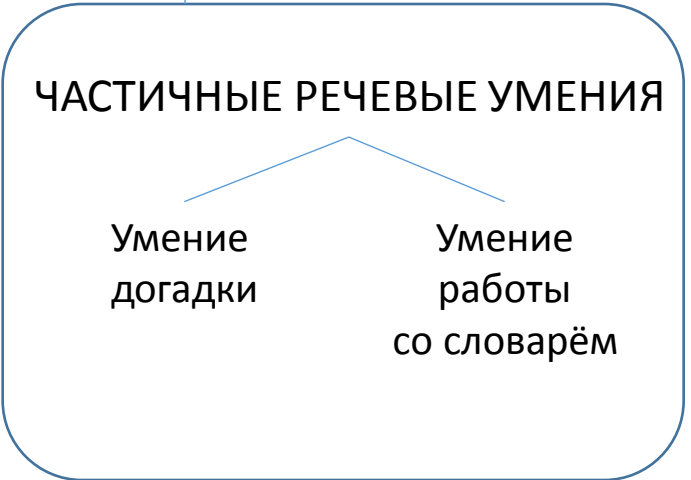 ЧАСТИЧНЫЕ РЕЧЕВЫЕ УМЕНИЯ
Умение
догадки
Умение
работы
со словарём